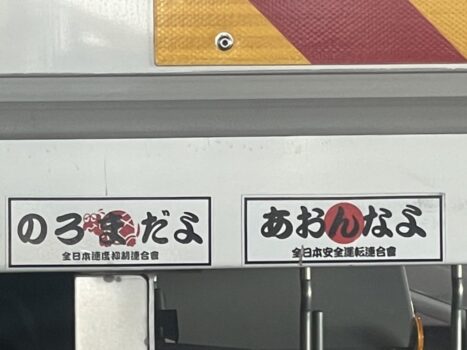 のろまだよ
全日本速度抑制連合會
あおんなよ
全日本安全運転連合會